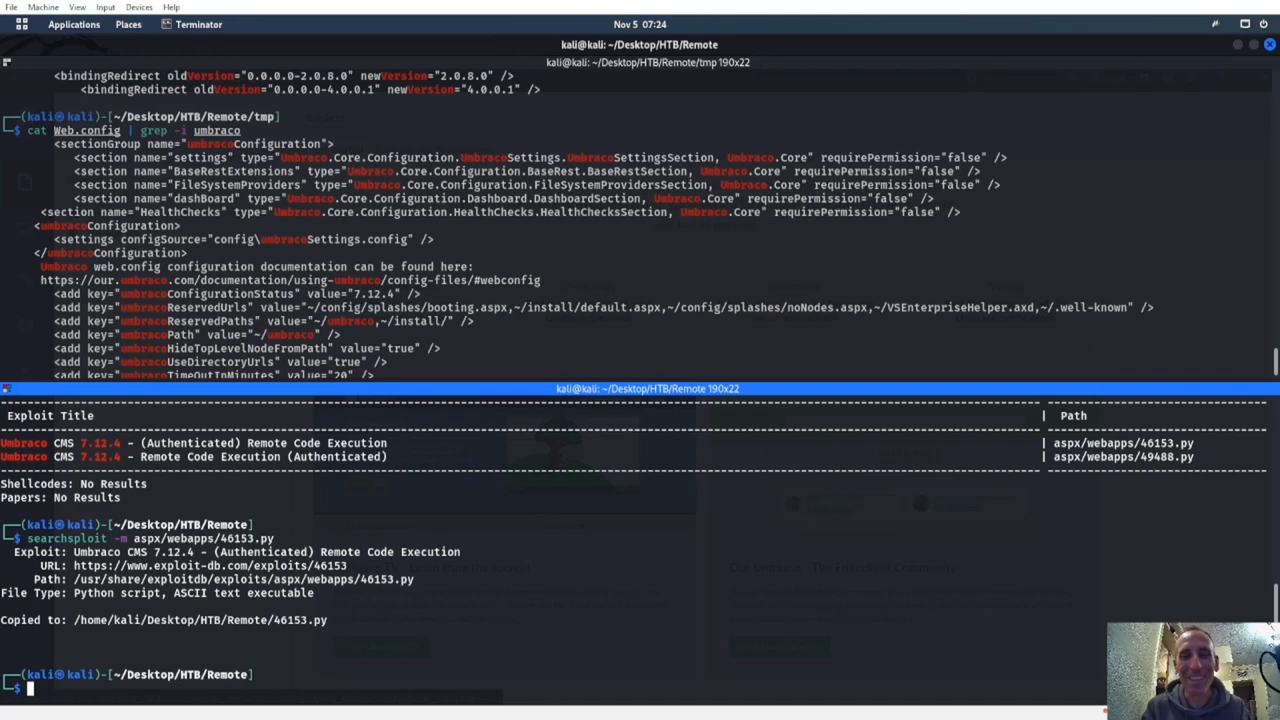 File Machine View Input Devices Help
Applications Places Terminator Nov 5 07:24
kali@kali: ~/Desktop/HTB/Remote
kali@kali: ~/Desktop/HTB/Remote/tmp 190x22
<bindingRedirect oldVersion="0.0.0.0-2.0.8.0" newVersion="2.0.8.0" />
<bindingRedirect oldVersion="0.0.0.0-4.0.0.1" newVersion="4.0.0.1" />
┌──(kali㉿kali)-[~/Desktop/HTB/Remote/tmp]
└─$ cat Web.config | grep -i umbraco
<sectionGroup name="umbracoConfiguration">
<section name="settings" type="Umbraco.Core.Configuration.UmbracoSettings.UmbracoSettingsSection, Umbraco.Core" requirePermission="false" />
<section name="BaseRestExtensions" type="Umbraco.Core.Configuration.BaseRest.BaseRestSection, Umbraco.Core" requirePermission="false" />
<section name="FileSystemProviders" type="Umbraco.Core.Configuration.FileSystemProvidersSection, Umbraco.Core" requirePermission="false" />
<section name="dashBoard" type="Umbraco.Core.Configuration.Dashboard.DashboardSection, Umbraco.Core" requirePermission="false" />
<section name="HealthChecks" type="Umbraco.Core.Configuration.HealthChecks.HealthChecksSection, Umbraco.Core" requirePermission="false" />
<umbracoConfiguration>
<settings configSource="config\umbracoSettings.config" />
</umbracoConfiguration>
Umbraco web.config configuration documentation can be found here:
https://our.umbraco.com/documentation/using-umbraco/config-files/#webconfig
<add key="umbracoConfigurationStatus" value="7.12.4" />
<add key="umbracoReservedUrls" value="~/config/splashes/booting.aspx,~/install/default.aspx,~/config/splashes/noNodes.aspx,~/VSEnterpriseHelper.axd,~/.well-known" />
<add key="umbracoReservedPaths" value="~/umbraco,~/install/" />
<add key="umbracoPath" value="~/umbraco" />
<add key="umbracoHideTopLevelNodeFromPath" value="true" />
<add key="umbracoUseDirectoryUrls" value="true" />
<add key="umbracoTimeOutInMinutes" value="20" />
kali@kali: ~/Desktop/HTB/Remote 190x22
Exploit Title | Path
Umbraco CMS 7.12.4 - (Authenticated) Remote Code Execution | aspx/webapps/46153.py
Umbraco CMS 7.12.4 - Remote Code Execution (Authenticated) | aspx/webapps/49488.py
Shellcodes: No Results
Papers: No Results
┌──(kali㉿kali)-[~/Desktop/HTB/Remote]
└─$ searchsploit -m aspx/webapps/46153.py
Exploit: Umbraco CMS 7.12.4 - (Authenticated) Remote Code Execution
URL: https://www.exploit-db.com/exploits/46153
Path: /usr/share/exploitdb/exploits/aspx/webapps/46153.py
File Type: Python script, ASCII text executable
Copied to: /home/kali/Desktop/HTB/Remote/46153.py
┌──(kali㉿kali)-[~/Desktop/HTB/Remote]
└─$